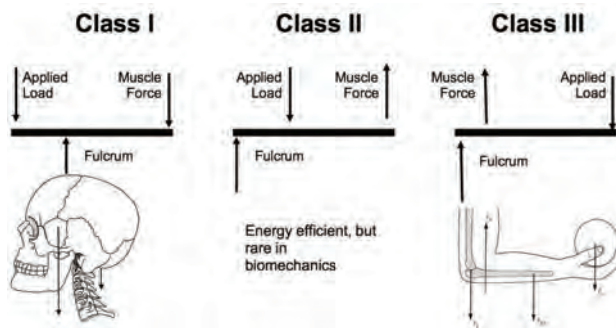 Class I
Applied
Load
Muscle
Force
Fulcrum
Class II
Applied
Load
Muscle
Force
Fulcrum
Energy efficient, but
rare in
biomechanics
Class III
Muscle
Force
Applied
Load
Fulcrum